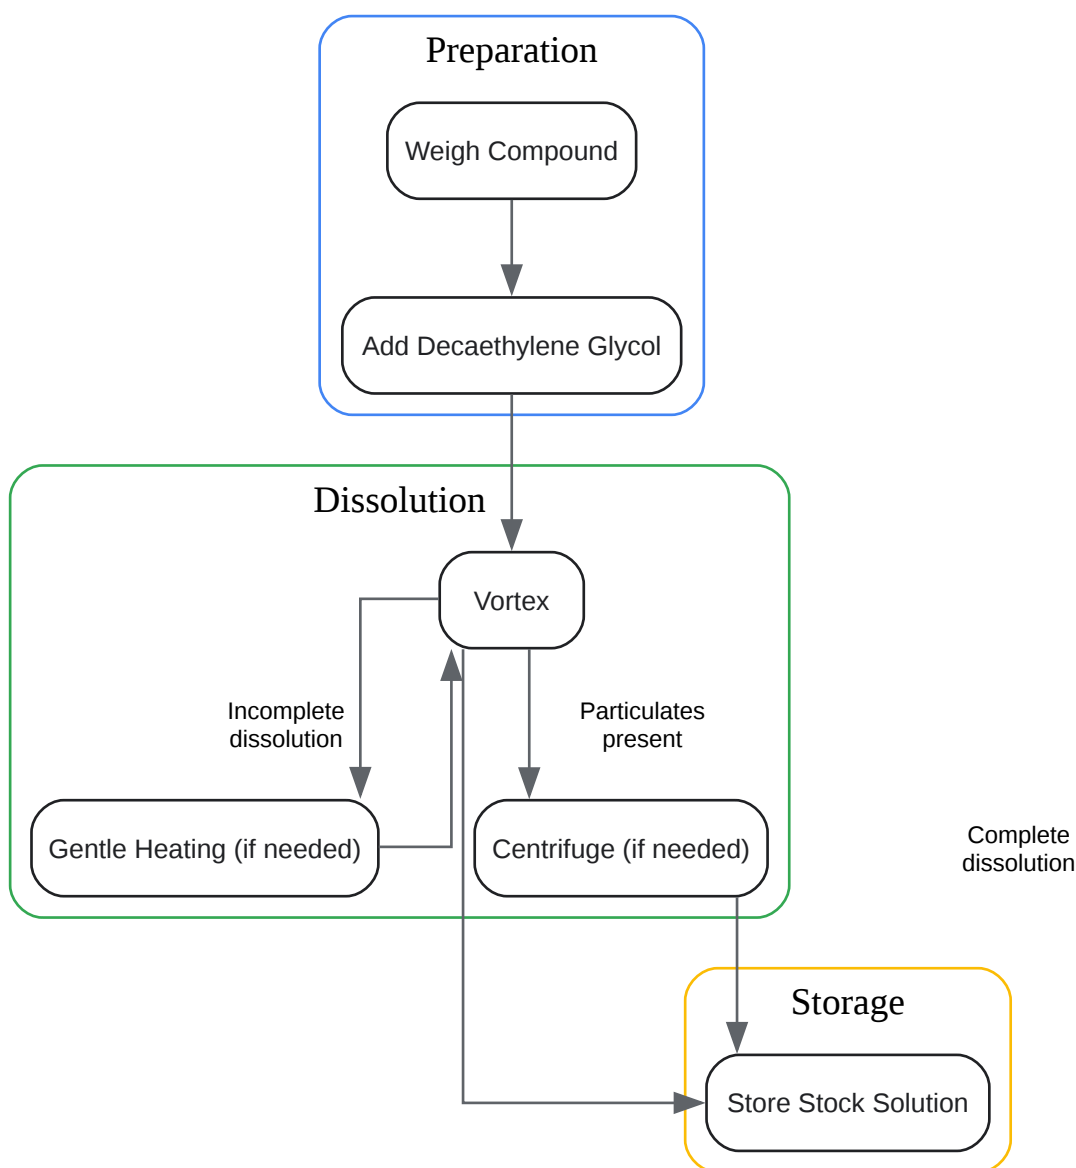 Preparation
Weigh Compound
Add Decaethylene Glycol
Dissolution
Vortex
Incomplete
dissolution
Particulates
present
Gentle Heating (if needed)
Centrifuge (if needed)
Complete
dissolution
Storage
Store Stock Solution